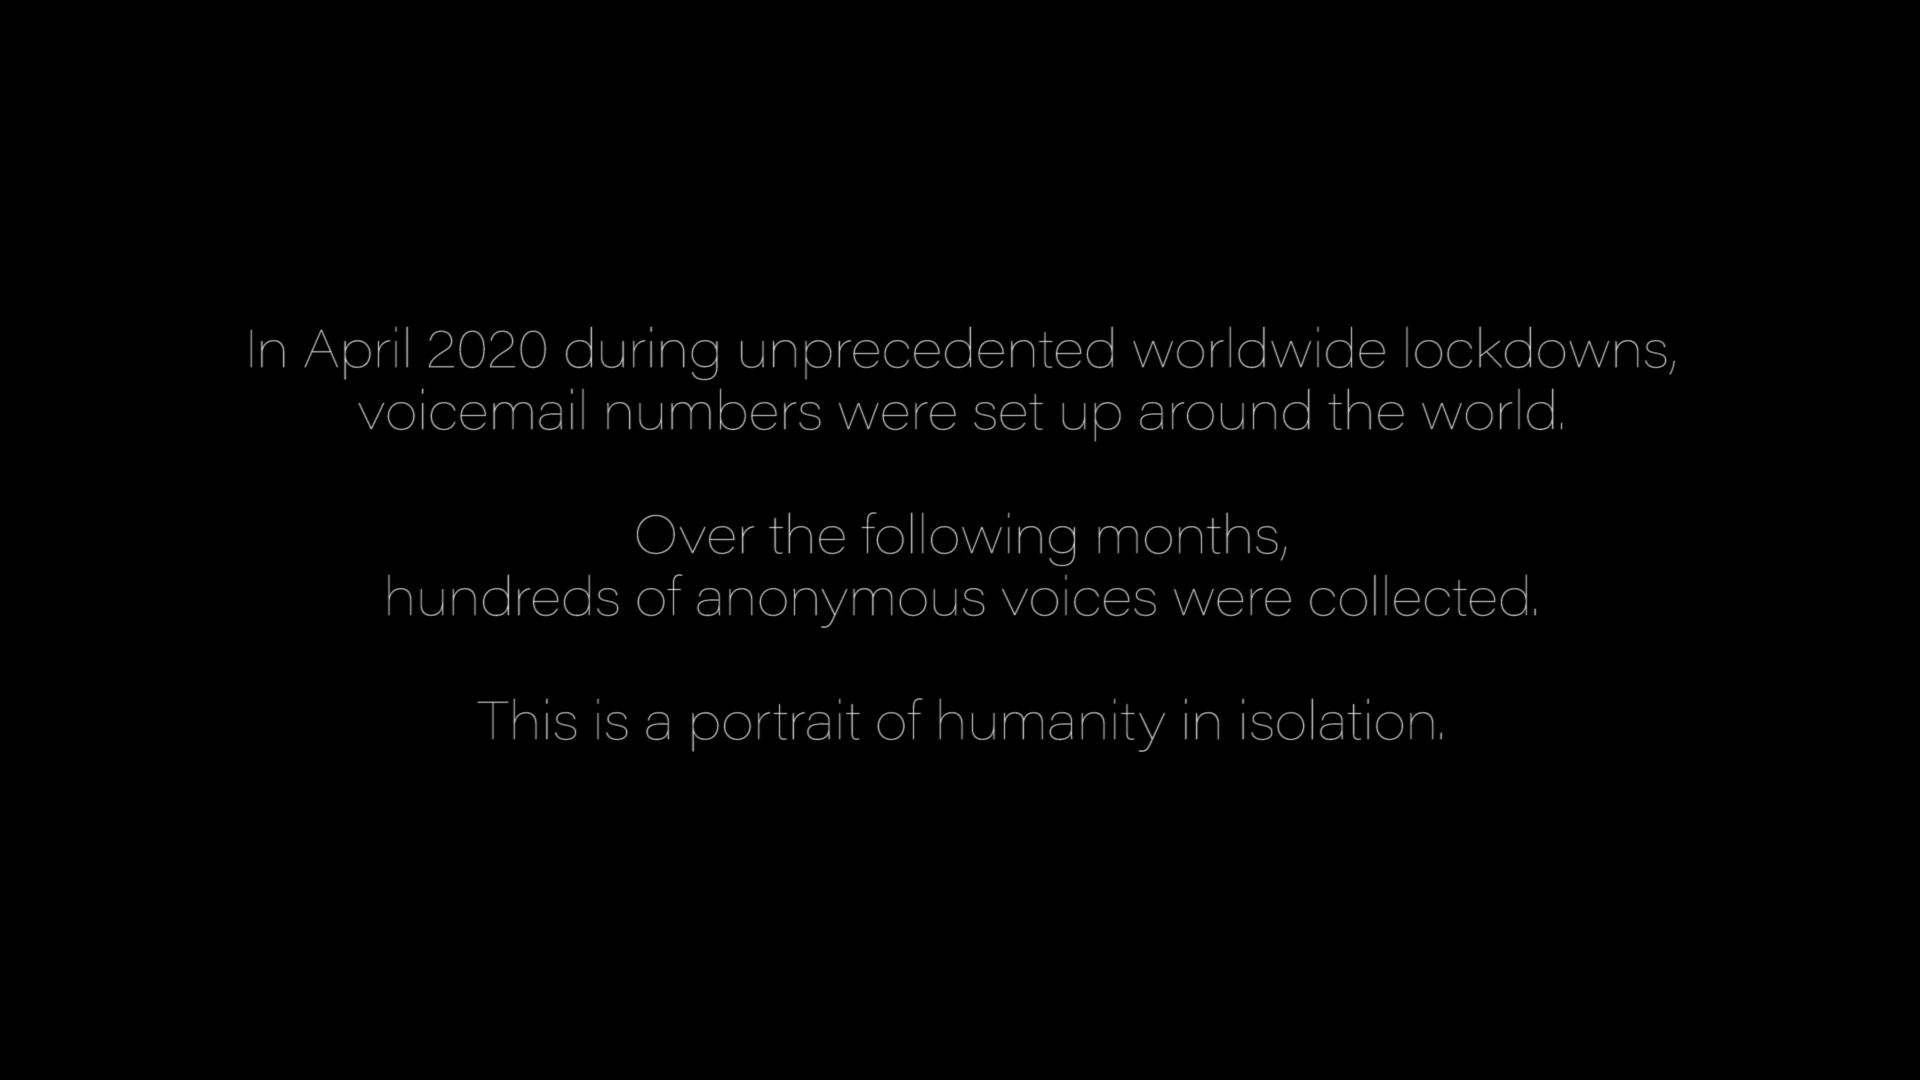 In April 2020 during unprecedented worldwide lockdowns,
voicemail numbers were set up around the world.
Over the following months,
hundreds of anonymous voices were collected.
This is a portrait of humanity in isolation.